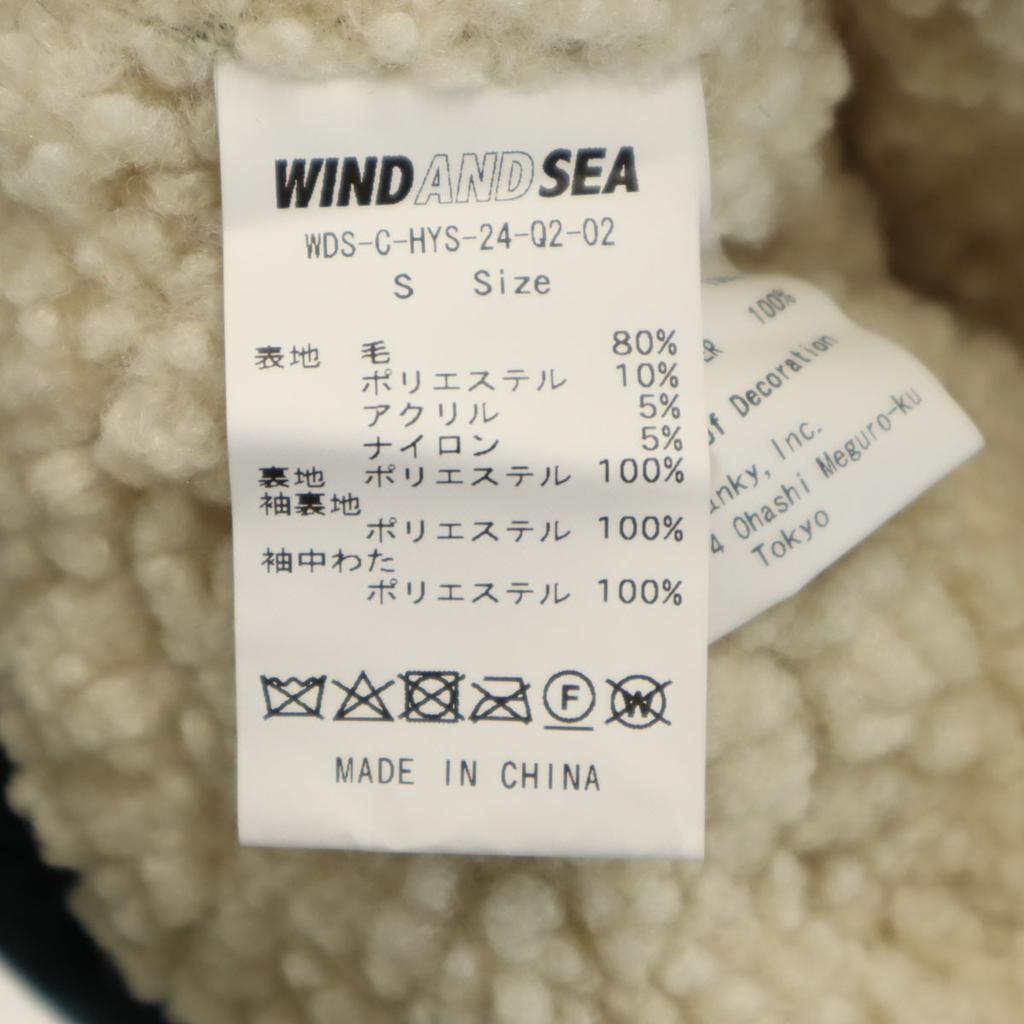 WINDANDSEA
WDS-C-HYS-24-Q2-02
S Size
表地 毛 80%
ポリエステル 10%
アクリル 5%
ナイロン 5%
裏地 ポリエステル 100%
袖裏地
ポリエステル 100%
袖中わた
ポリエステル 100%
F W
MADE IN CHINA
100%
Decoration
Inc.
Ohashi Meguro-ku
Tokyo